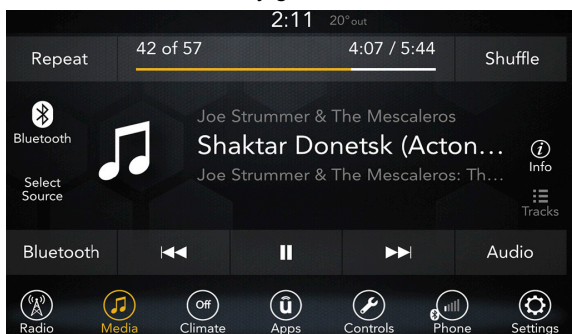 2:11 20° out
Repeat
42 of 57 4:07 / 5:44
Shuffle
Joe Strummer & The Mescaleros
Bluetooth
Shaktar Donetsk (Acton...
Info
Select
Source
Joe Strummer & The Mescaleros: Th...
Tracks
Bluetooth
Audio
Off
û
Radio Media Climate Apps Controls Phone Settings